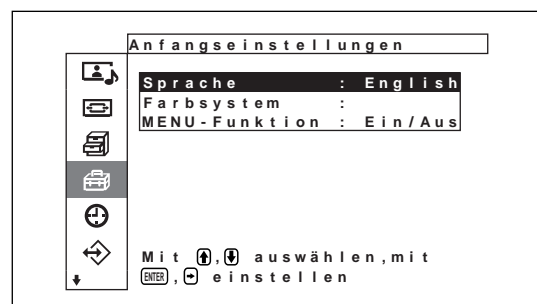 Anfangseinstellungen
Sprache : English
Farbsystem :
MENU-Funktion : Ein/Aus
Mit ↑,↓ auswählen,mit
ENTER,→ einstellen